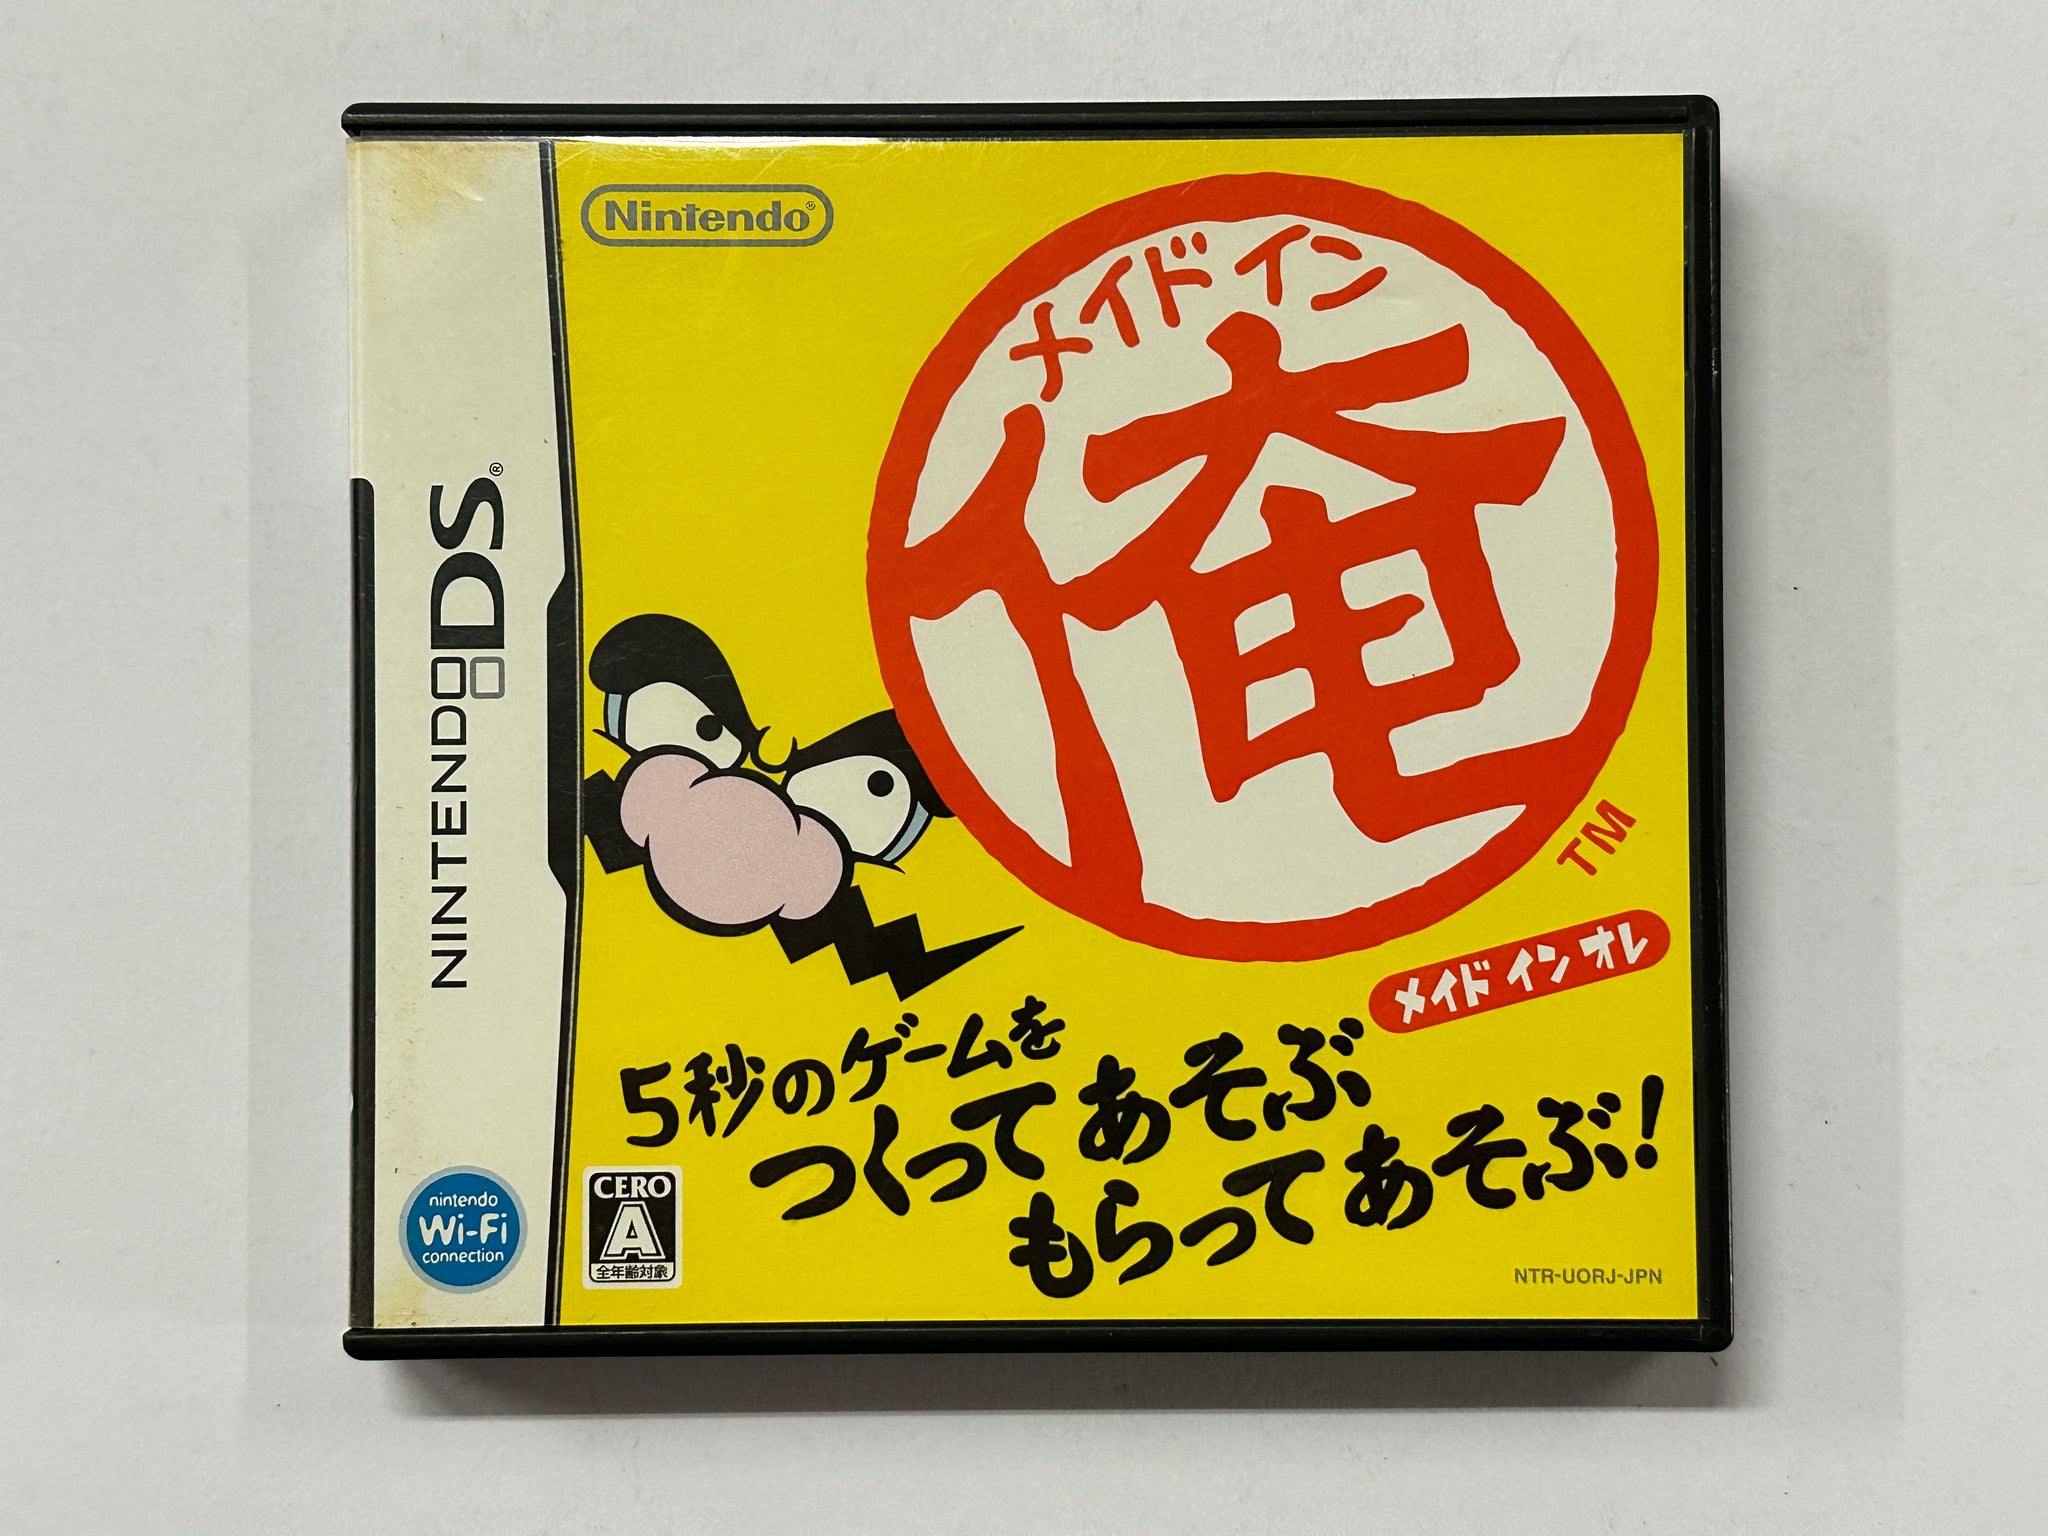 NINTENDO DS®
Nintendo®
メイド イン
俺
TM
メイド イン オレ
5秒のゲームを
つくってあそぶ
もらってあそぶ!
nintendo
Wi-Fi
connection
CERO
A
全年齢対象
NTR-UORJ-JPN